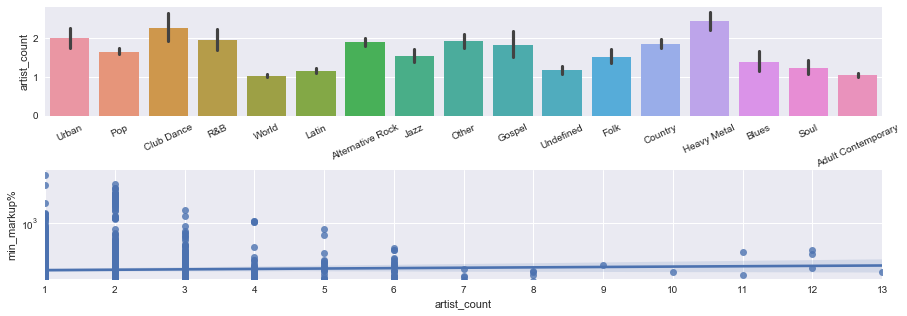 artist_count
2
1
0
Urban
Pop
Club Dance
R&B
World
Latin
Alternative Rock
Jazz
Other
Gospel
Undefined
Folk
Country
Heavy Metal
Blues
Soul
Adult Contemporary
min_markup%
10³
1 2 3 4 5 6 7 8 9 10 11 12 13
artist_count